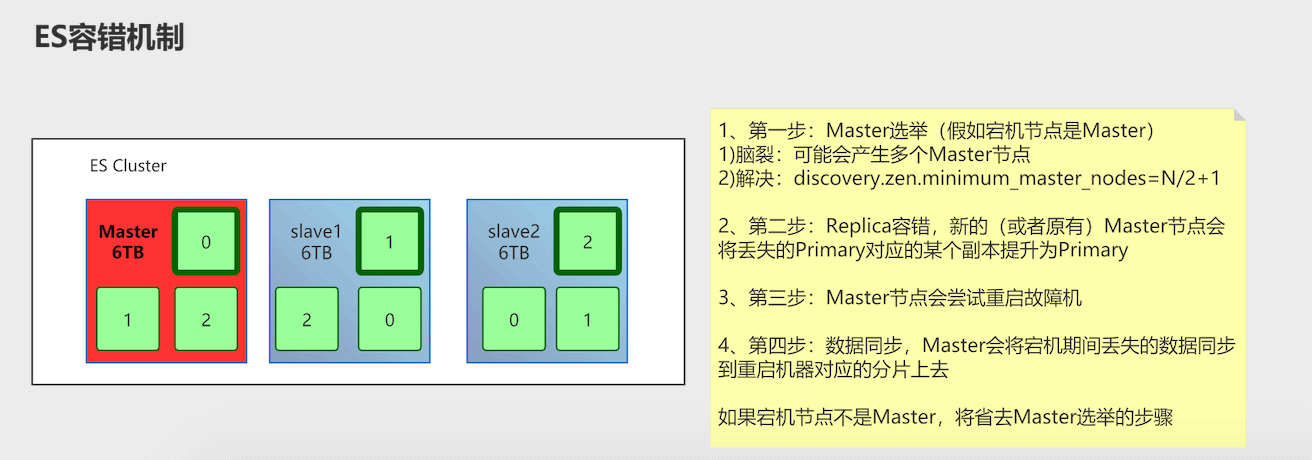 ES容错机制
ES Cluster
Master
6TB
0
1
2
slave1
6TB
1
2
0
slave2
6TB
2
0
1
1、第一步：Master选举（假如宕机节点是Master）
1)脑裂：可能会产生多个Master节点
2)解决：discovery.zen.minimum_master_nodes=N/2+1
2、第二步：Replica容错，新的（或者原有）Master节点会
将丢失的Primary对应的某个副本提升为Primary
3、第三步：Master节点会尝试重启故障机
4、第四步：数据同步，Master会将宕机期间丢失的数据同步
到重启机器对应的分片上去
如果宕机节点不是Master，将省去Master选举的步骤